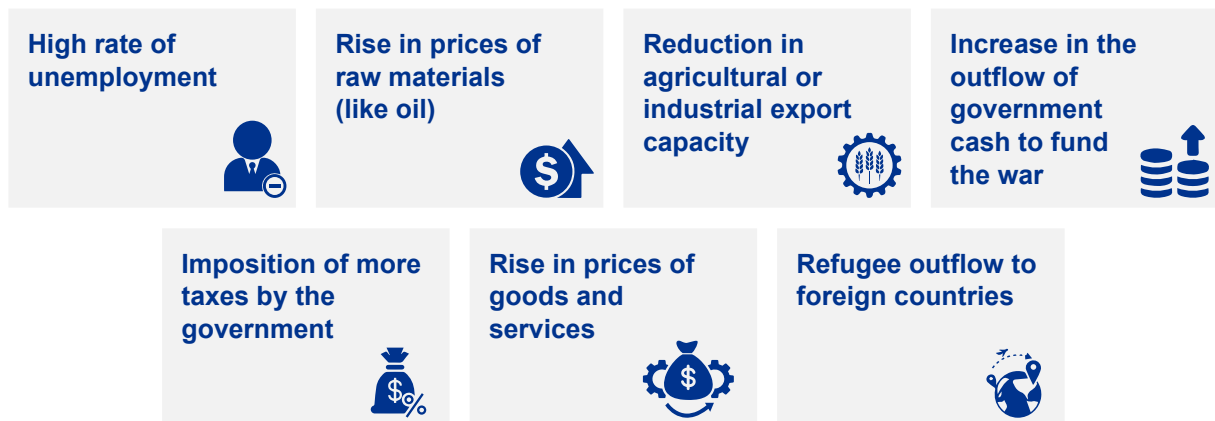 High rate of
unemployment
Rise in prices of
raw materials
(like oil)
$
Reduction in
agricultural or
industrial export
capacity
Increase in the
outflow of
government
cash to fund
the war
Imposition of more
taxes by the
government
$%
Rise in prices of
goods and
services
$
Refugee outflow to
foreign countries